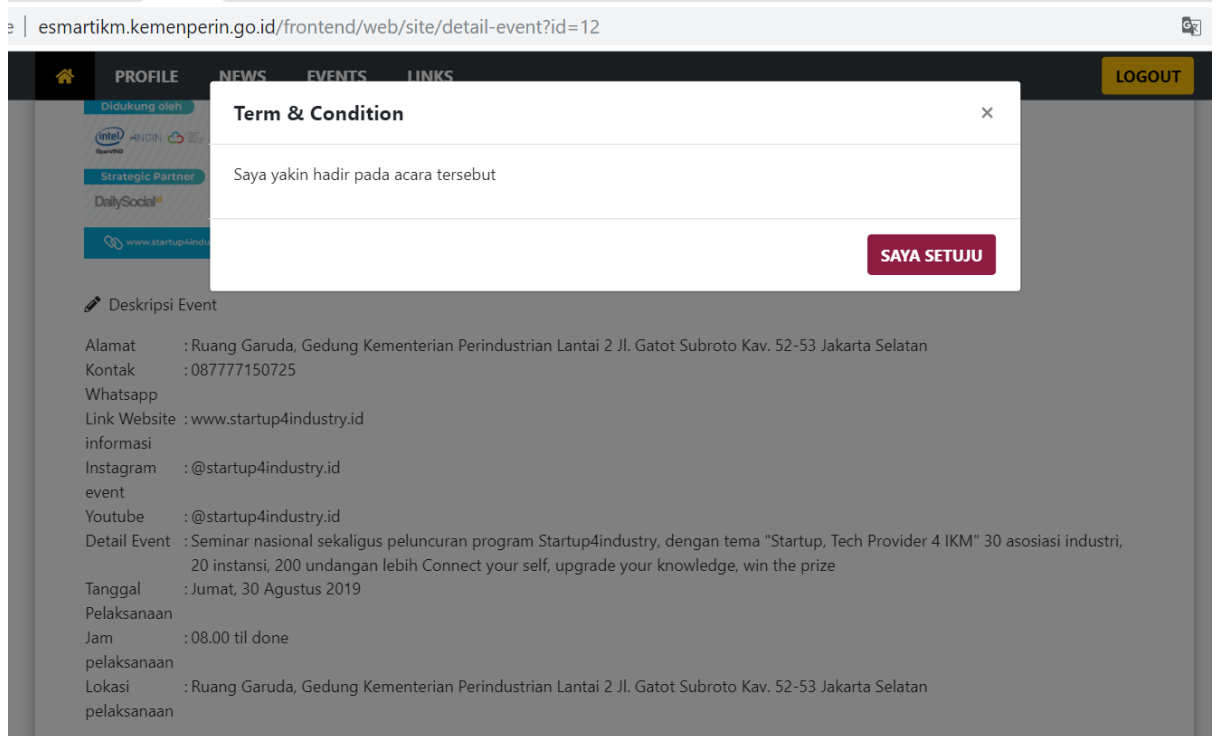 esmartikm.kemenperin.go.id/frontend/web/site/detail-event?id=12
PROFILE NEWS EVENTS LINKS LOGOUT
Term & Condition ×
Saya yakin hadir pada acara tersebut
SAYA SETUJU
Didukung oleh
intel ANGIN
OpenVINO
Strategic Partner
DailySocial.id
www.startup4indu
Deskripsi Event
Alamat : Ruang Garuda, Gedung Kementerian Perindustrian Lantai 2 Jl. Gatot Subroto Kav. 52-53 Jakarta Selatan
Kontak : 087777150725
Whatsapp
Link Website : www.startup4industry.id
informasi
Instagram : @startup4industry.id
event
Youtube : @startup4industry.id
Detail Event : Seminar nasional sekaligus peluncuran program Startup4industry, dengan tema "Startup, Tech Provider 4 IKM" 30 asosiasi industri,
20 instansi, 200 undangan lebih Connect your self, upgrade your knowledge, win the prize
Tanggal : Jumat, 30 Agustus 2019
Pelaksanaan
Jam : 08.00 til done
pelaksanaan
Lokasi : Ruang Garuda, Gedung Kementerian Perindustrian Lantai 2 Jl. Gatot Subroto Kav. 52-53 Jakarta Selatan
pelaksanaan